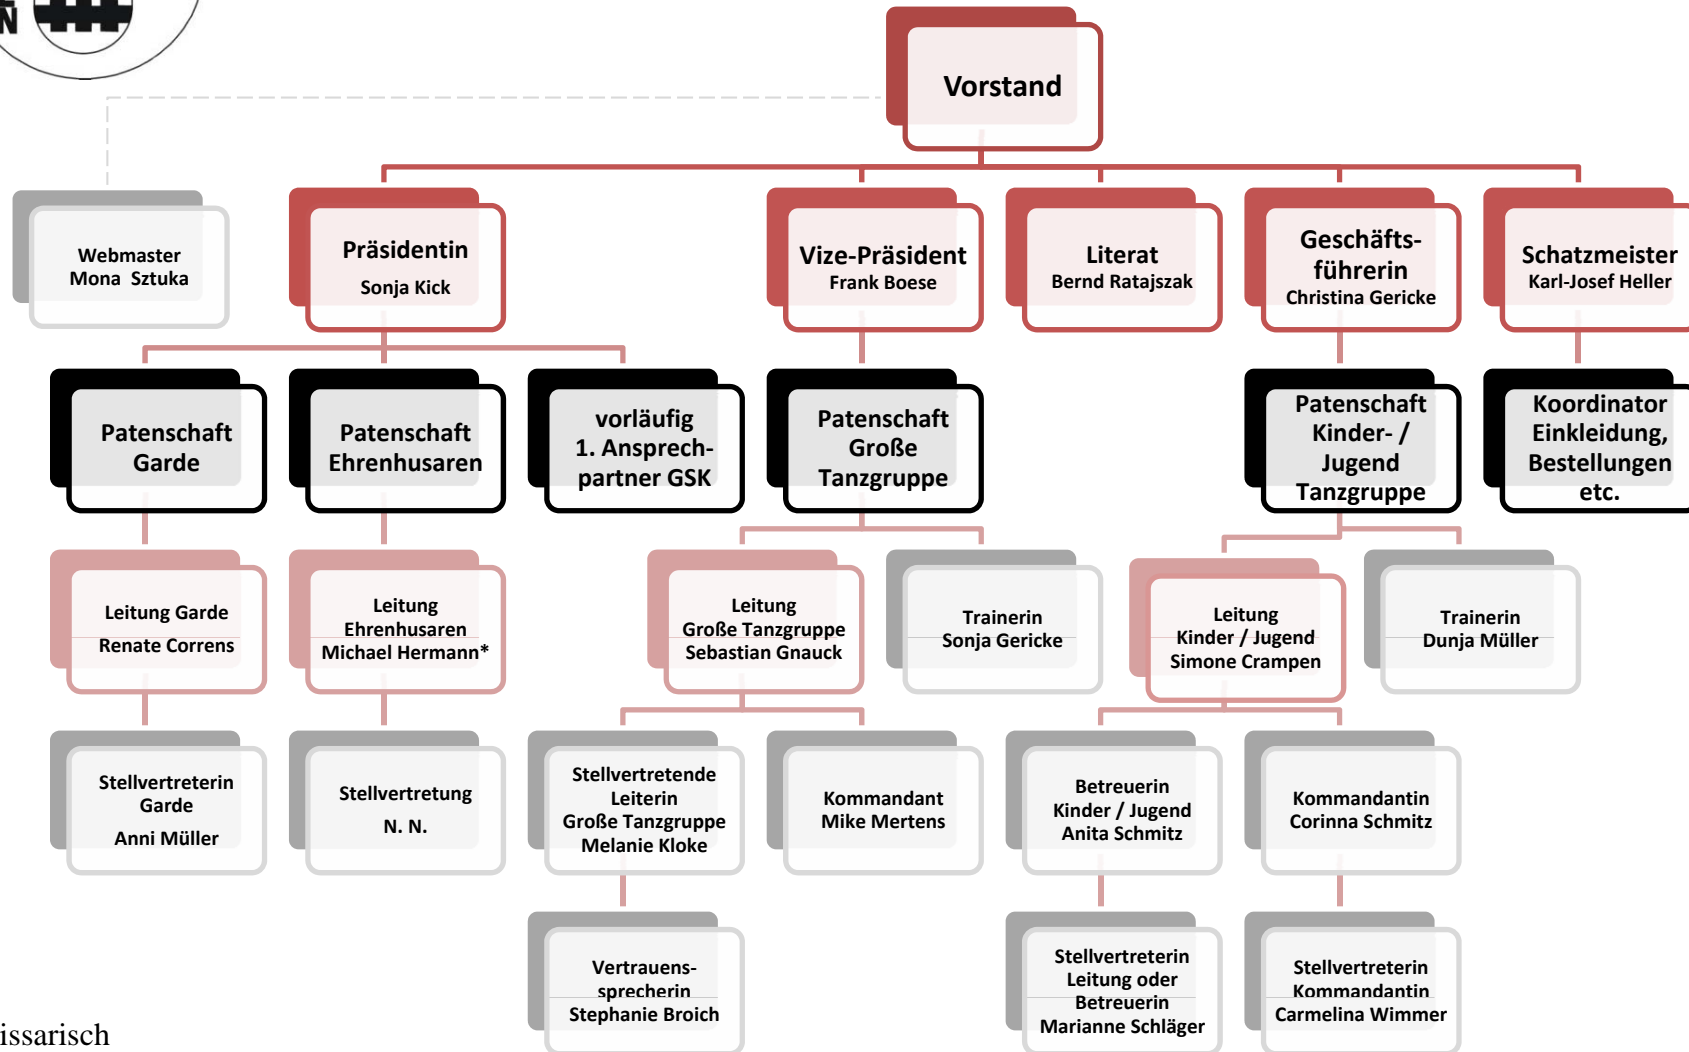 Vorstand
Webmaster
Mona Sztuka
Präsidentin
Sonja Kick
Vize-Präsident
Frank Boese
Literat
Bernd Ratajszak
Geschäfts-
führerin
Christina Gericke
Schatzmeister
Karl-Josef Heller
Patenschaft
Garde
Patenschaft
Ehrenhusaren
vorläufig
1. Ansprech-
partner GSK
Patenschaft
Große
Tanzgruppe
Patenschaft
Kinder- /
Jugend
Tanzgruppe
Koordinator
Einkleidung,
Bestellungen
etc.
Leitung Garde
Renate Correns
Leitung
Ehrenhusaren
Michael Hermann*
Leitung
Große Tanzgruppe
Sebastian Gnauck
Trainerin
Sonja Gericke
Leitung
Kinder / Jugend
Simone Crampen
Trainerin
Dunja Müller
Stellvertreterin
Garde
Anni Müller
Stellvertretung
N. N.
Stellvertretende
Leiterin
Große Tanzgruppe
Melanie Kloke
Kommandant
Mike Mertens
Betreuerin
Kinder / Jugend
Anita Schmitz
Kommandantin
Corinna Schmitz
Vertrauens-
sprecherin
Stephanie Broich
Stellvertreterin
Leitung oder
Betreuerin
Marianne Schläger
Stellvertreterin
Kommandantin
Carmelina Wimmer
issarisch